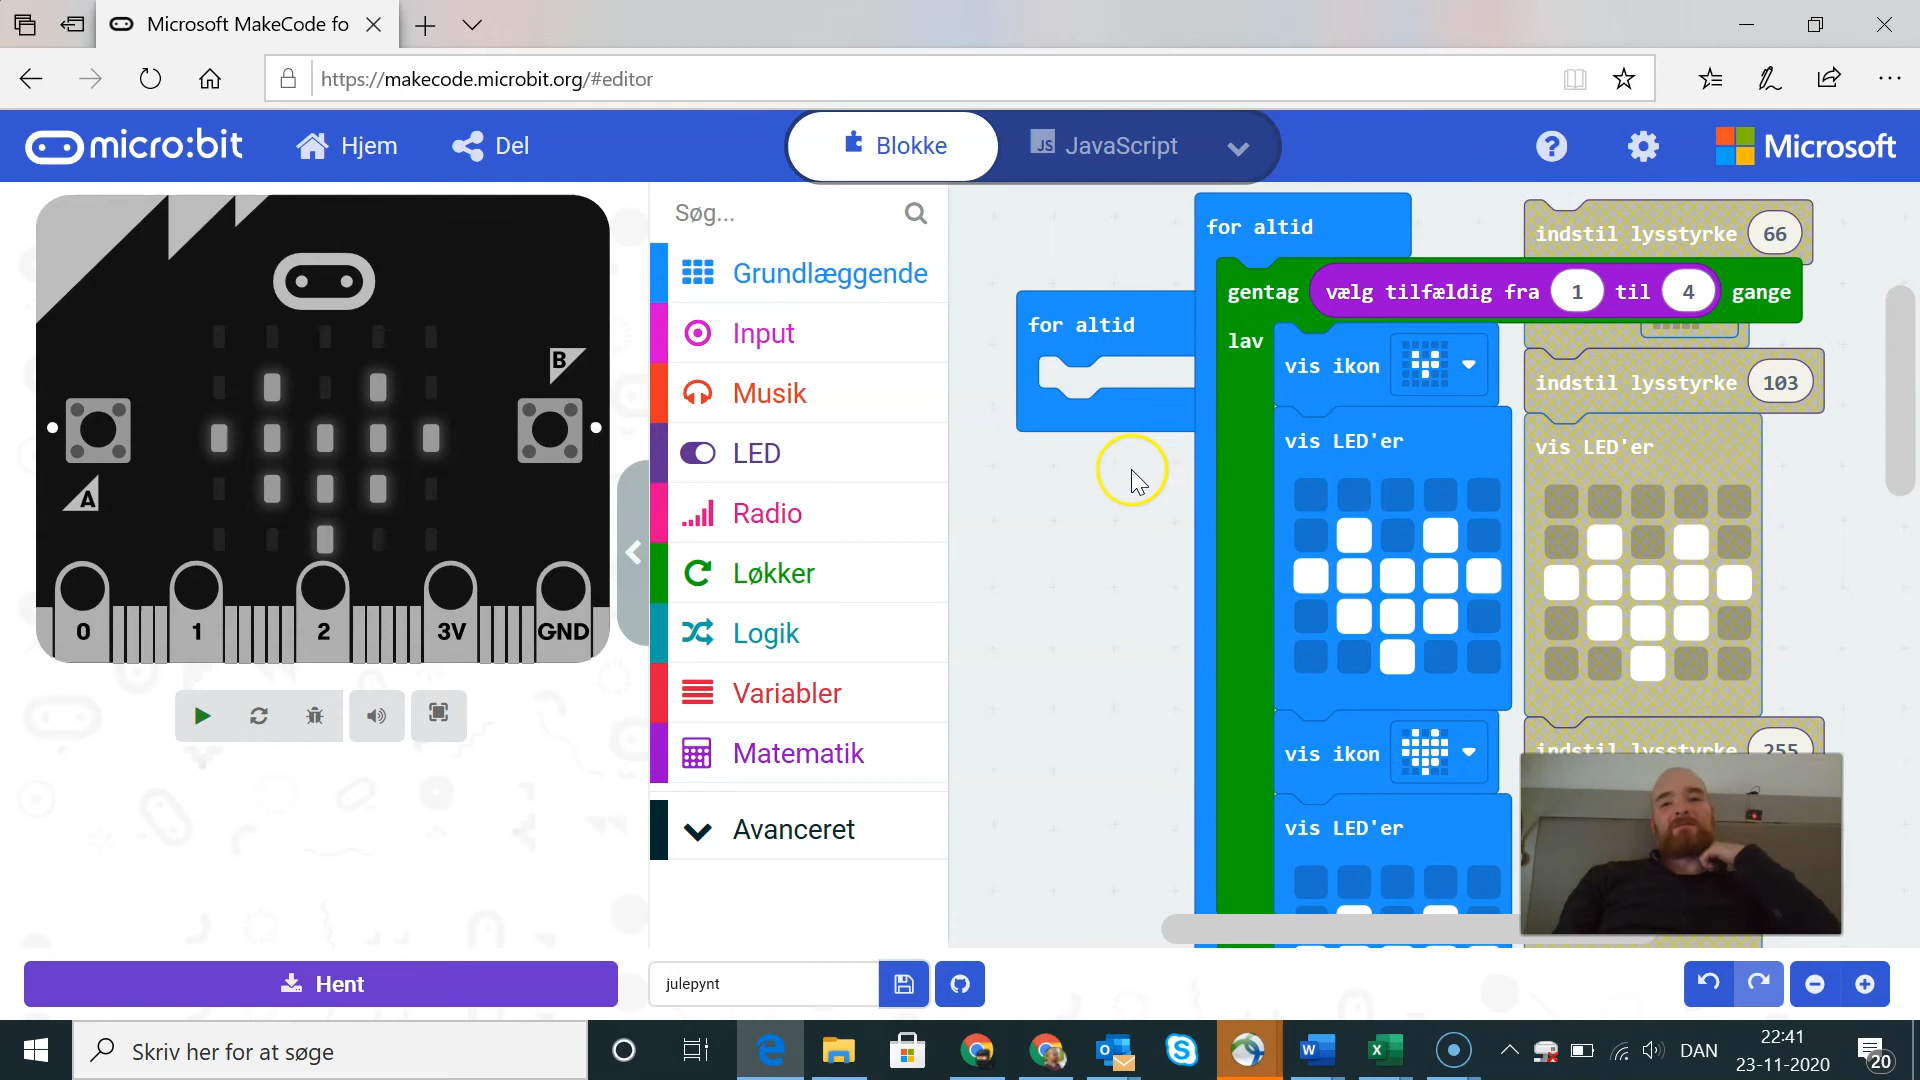 Microsoft MakeCode fo
https://makecode.microbit.org/#editor
micro:bit
Hjem
Del
Blokke
JS JavaScript
?
Microsoft
Søg...
Grundlæggende
Input
Musik
LED
Radio
Løkker
Logik
Variabler
Matematik
Avanceret
A
B
0
1
2
3V
GND
for altid
for altid
gentag vælg tilfældig fra 1 til 4 gange
lav
vis ikon
vis LED'er
vis ikon
vis LED'er
indstil lysstyrke 66
indstil lysstyrke 103
vis LED'er
indstil lysstyrke 255
Hent
julepynt
Skriv her for at søge
DAN
22:41
23-11-2020
20